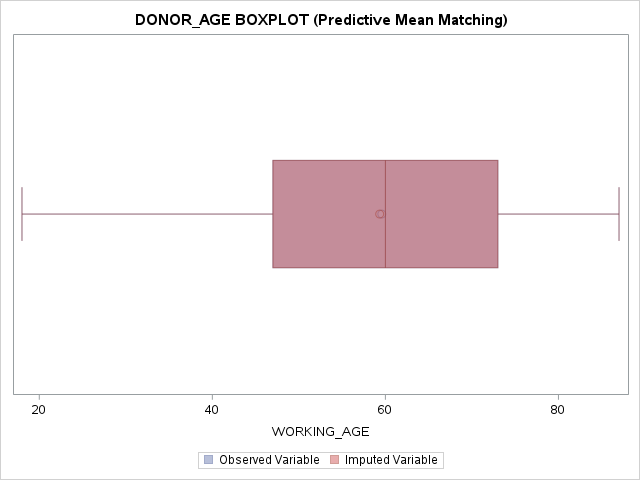 DONOR_AGE BOXPLOT (Predictive Mean Matching)
20 40 60 80
WORKING_AGE
Observed Variable Imputed Variable